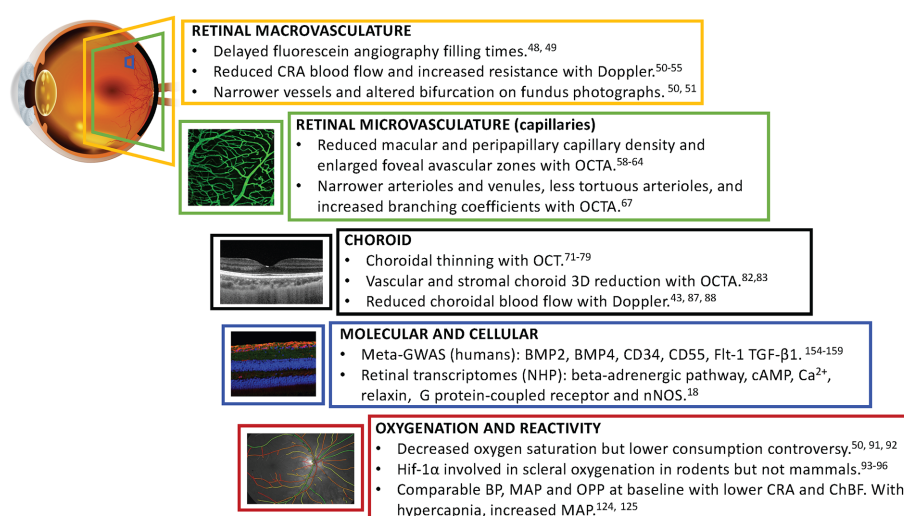 RETINAL MACROVASCULATURE
• Delayed fluorescein angiography filling times.48, 49
• Reduced CRA blood flow and increased resistance with Doppler.50-55
• Narrower vessels and altered bifurcation on fundus photographs. 50, 51
RETINAL MICROVASCULATURE (capillaries)
• Reduced macular and peripapillary capillary density and
enlarged foveal avascular zones with OCTA.58-64
• Narrower arterioles and venules, less tortuous arterioles, and
increased branching coefficients with OCTA.67
CHOROID
• Choroidal thinning with OCT.71-79
• Vascular and stromal choroid 3D reduction with OCTA.82,83
• Reduced choroidal blood flow with Doppler.43, 87, 88
MOLECULAR AND CELLULAR
• Meta-GWAS (humans): BMP2, BMP4, CD34, CD55, Flt-1 TGF-β1. 154-159
• Retinal transcriptomes (NHP): beta-adrenergic pathway, cAMP, Ca2+,
relaxin, G protein-coupled receptor and nNOS.18
OXYGENATION AND REACTIVITY
• Decreased oxygen saturation but lower consumption controversy.50, 91, 92
• Hif-1α involved in scleral oxygenation in rodents but not mammals.93-96
• Comparable BP, MAP and OPP at baseline with lower CRA and ChBF. With
hypercapnia, increased MAP.124, 125